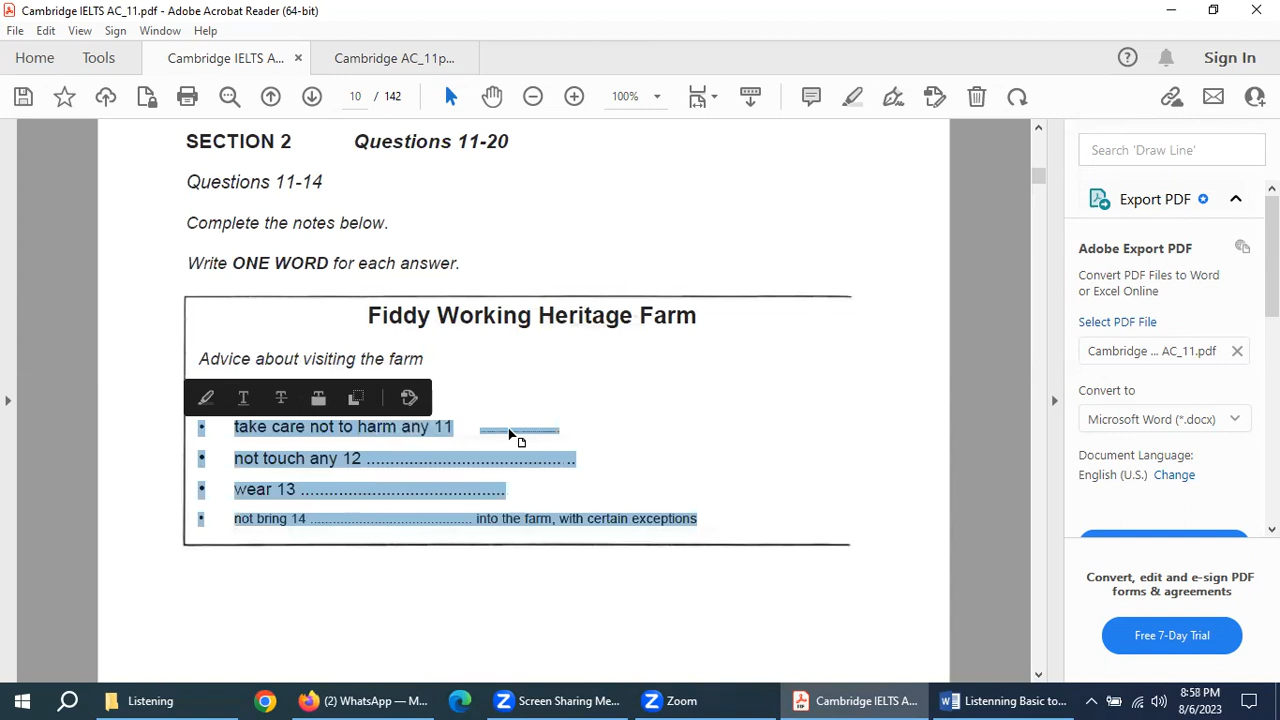 Cambridge IELTS AC_11.pdf - Adobe Acrobat Reader (64-bit)
File Edit View Sign Window Help
Home Tools Cambridge IELTS A... × Cambridge AC_11p... Sign In
10 / 142 100%
SECTION 2 Questions 11-20
Questions 11-14
Complete the notes below.
Write ONE WORD for each answer.
Fiddy Working Heritage Farm
Advice about visiting the farm
• take care not to harm any 11 ....................
• not touch any 12 ..........................................
• wear 13 ..........................................
• not bring 14 .......................................... into the farm, with certain exceptions
Search 'Draw Line'
Export PDF
Adobe Export PDF
Convert PDF Files to Word
or Excel Online
Select PDF File
Cambridge ... AC_11.pdf
Convert to
Microsoft Word (*.docx)
Document Language:
English (U.S.) Change
Convert, edit and e-sign PDF
forms & agreements
Free 7-Day Trial
Listening (2) WhatsApp — M... Screen Sharing Me... Zoom Cambridge IELTS A... Listenning Basic to...
8:58 PM
8/6/2023